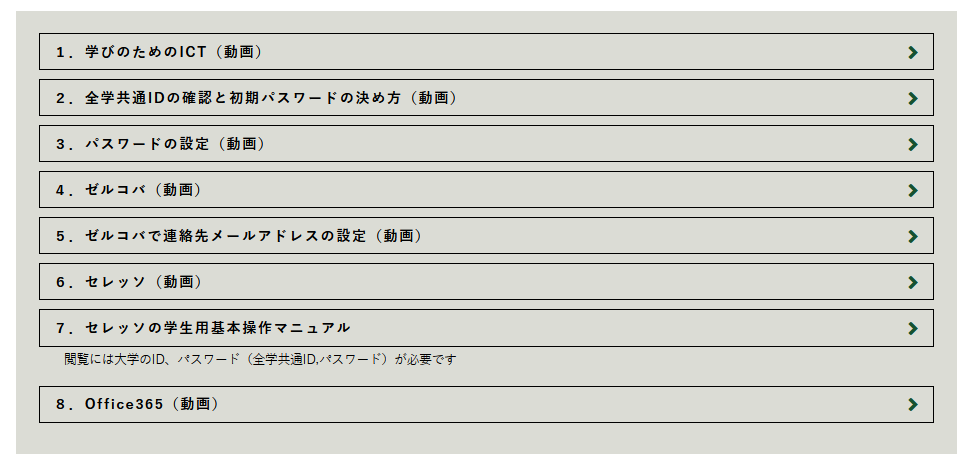 1．学びのためのICT（動画）
2．全学共通IDの確認と初期パスワードの決め方（動画）
3．パスワードの設定（動画）
4．ゼルコバ（動画）
5．ゼルコバで連絡先メールアドレスの設定（動画）
6．セレッソ（動画）
7．セレッソの学生用基本操作マニュアル
閲覧には大学のID、パスワード（全学共通ID,パスワード）が必要です
8．Office365（動画）